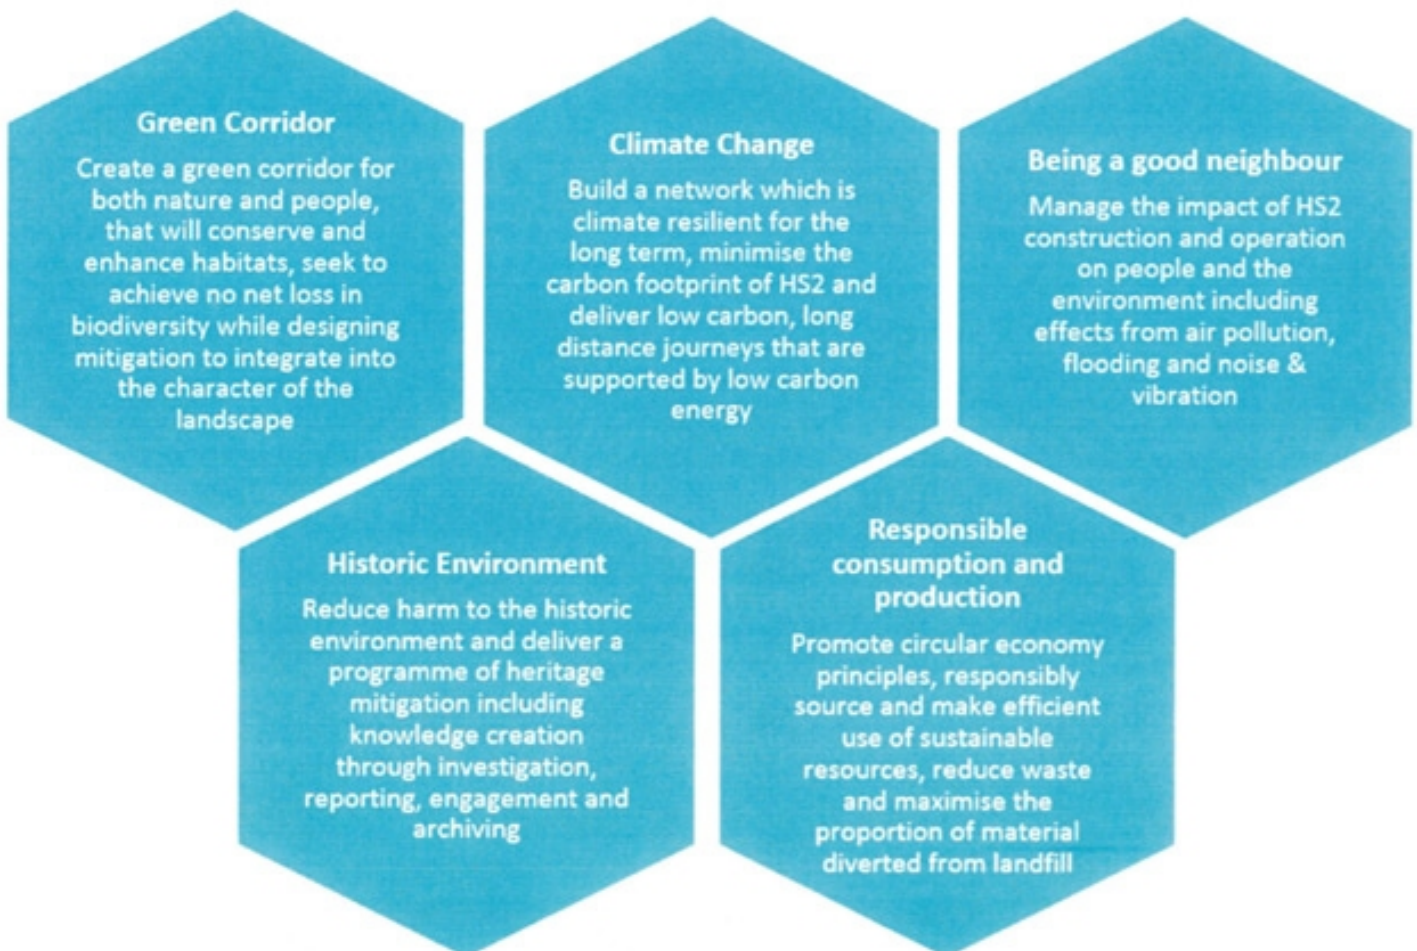 Green Corridor
Create a green corridor for
both nature and people,
that will conserve and
enhance habitats, seek to
achieve no net loss in
biodiversity while designing
mitigation to integrate into
the character of the
landscape
Climate Change
Build a network which is
climate resilient for the
long term, minimise the
carbon footprint of HS2 and
deliver low carbon, long
distance journeys that are
supported by low carbon
energy
Being a good neighbour
Manage the impact of HS2
construction and operation
on people and the
environment including
effects from air pollution,
flooding and noise &
vibration
Historic Environment
Reduce harm to the historic
environment and deliver a
programme of heritage
mitigation including
knowledge creation
through investigation,
reporting, engagement and
archiving
Responsible
consumption and
production
Promote circular economy
principles, responsibly
source and make efficient
use of sustainable
resources, reduce waste
and maximise the
proportion of material
diverted from landfill